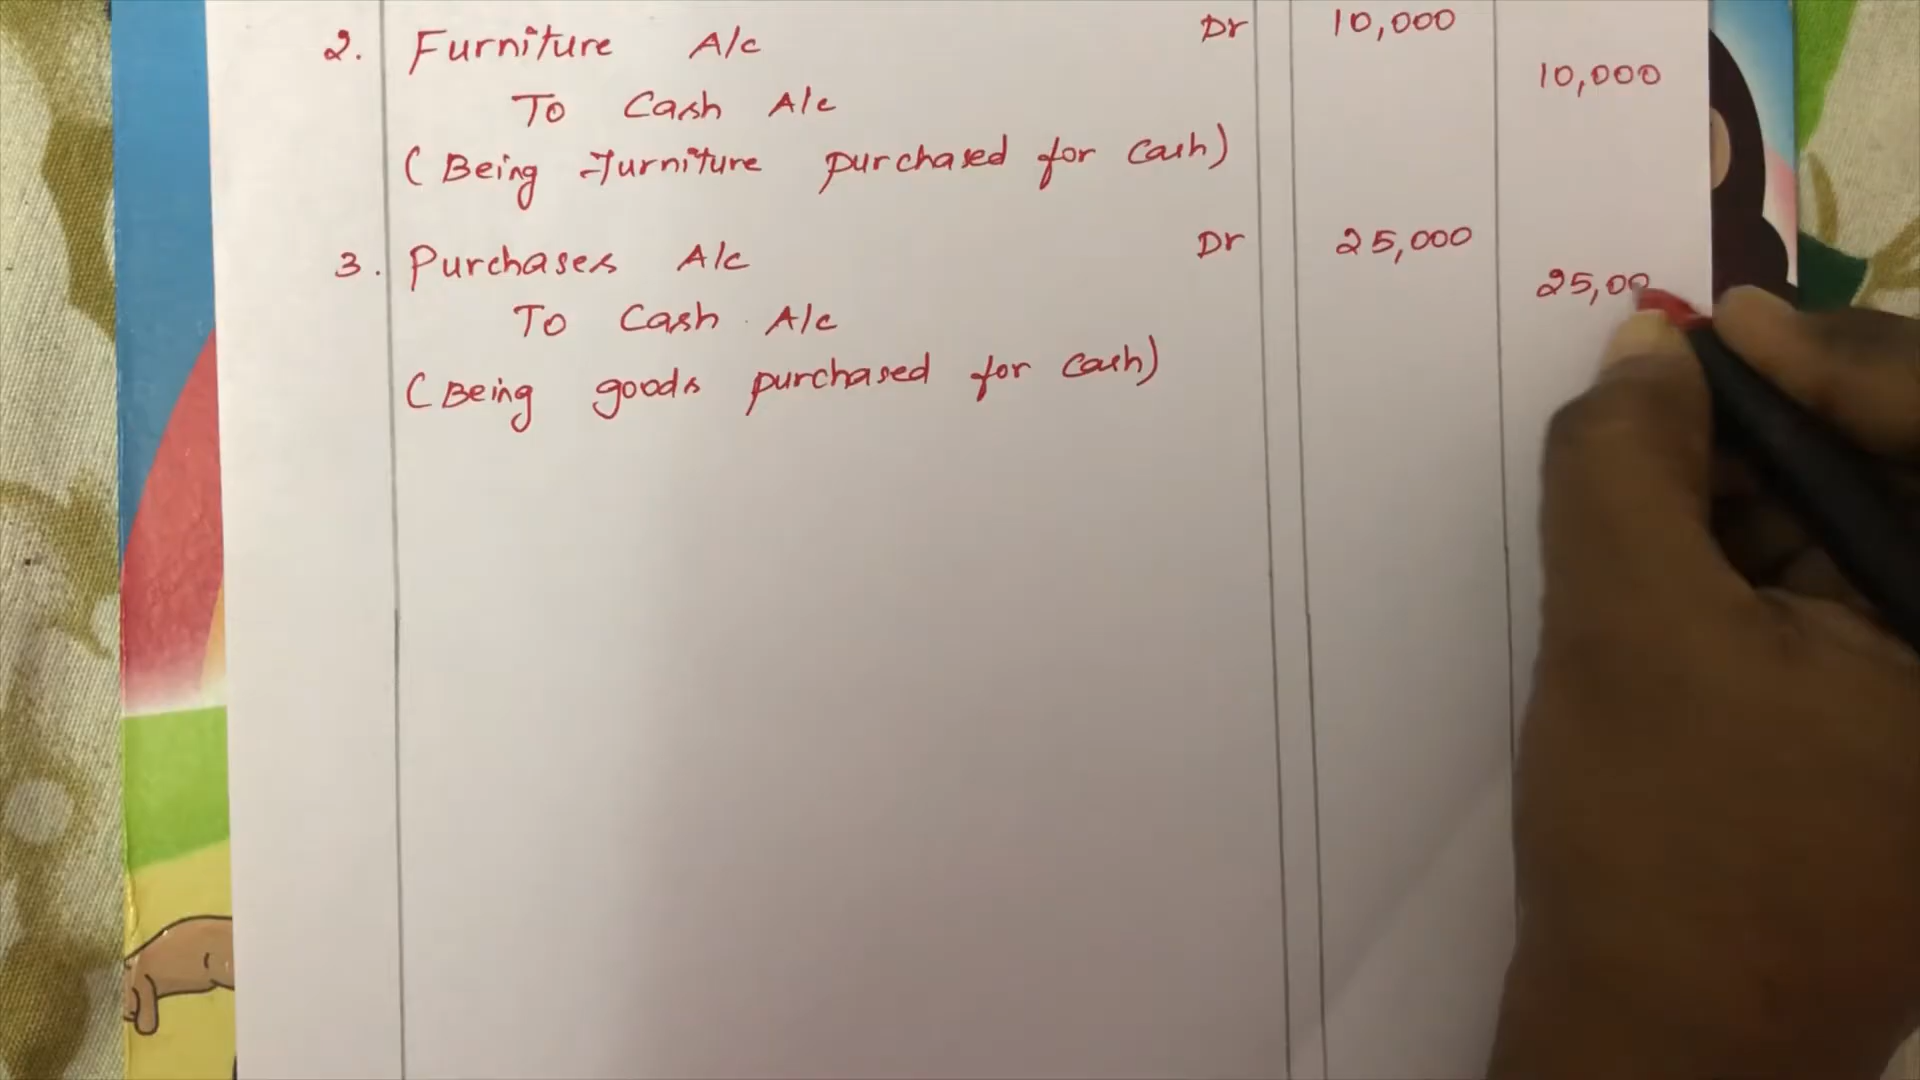 2. Furniture A/c Dr 10,000
To Cash A/c 10,000
(Being furniture purchased for cash)
3. Purchases A/c Dr 25,000
To Cash A/c 25,00
(Being goods purchased for cash)